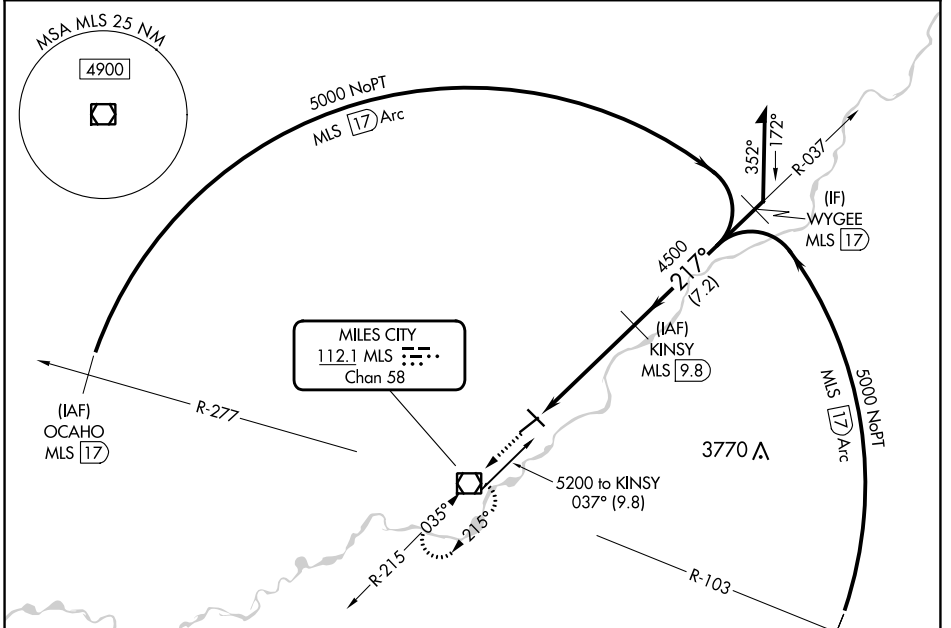 MSA MLS 25 NM
4900
5000 NoPT
MLS 17 Arc
352°
172°
R-037
(IF)
WYGEE
MLS 17
4500
217°
(7.2)
(IAF)
KINSY
MLS 9.8
MILES CITY
112.1 MLS
Chan 58
(IAF)
OCAHO
MLS 17
R-277
5000 NoPT
MLS 17 Arc
3770
5200 to KINSY
037° (9.8)
035°
215°
R-215
R-103